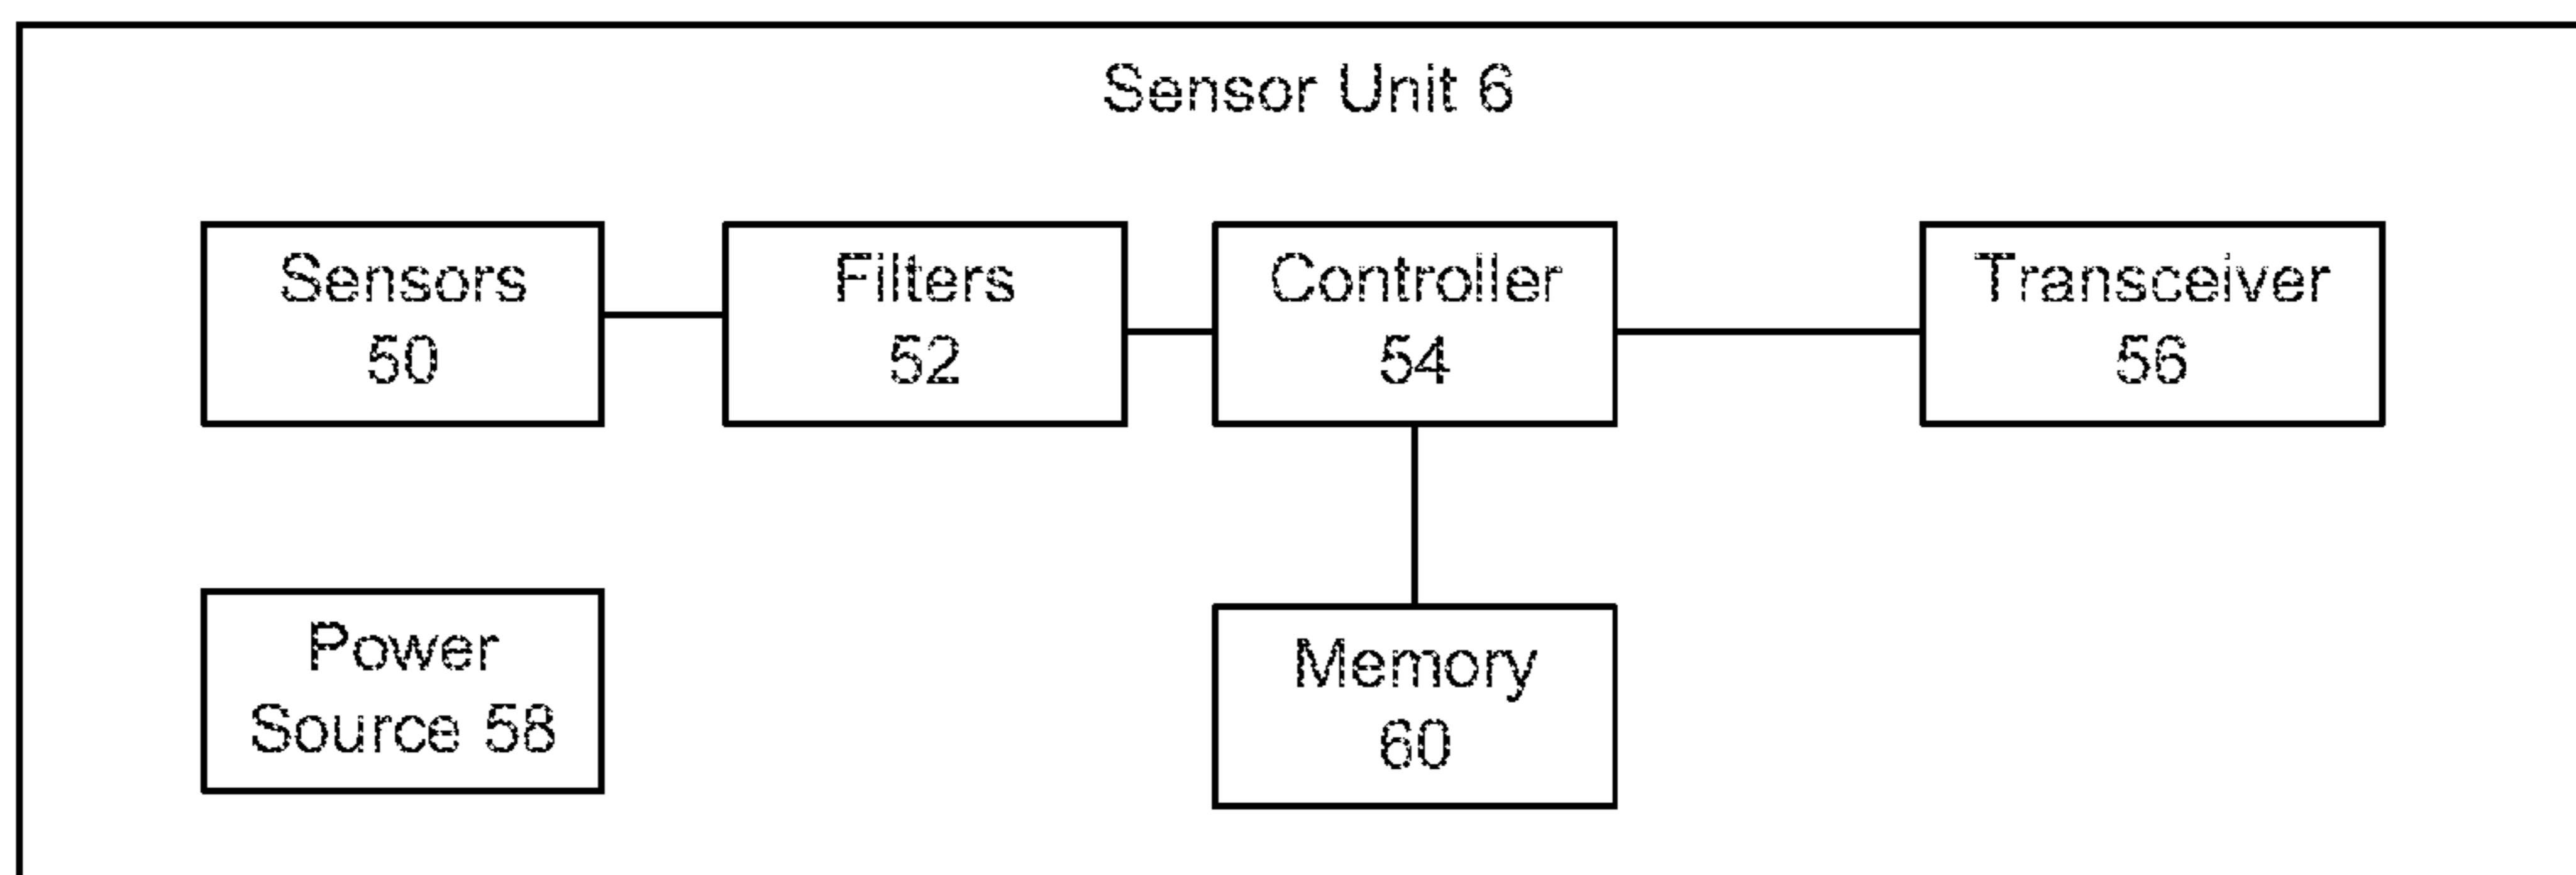 Sensor Unit 6
Sensors
50
Filters
52
Controller
54
Transceiver
56
Power
Source 58
Memory
60